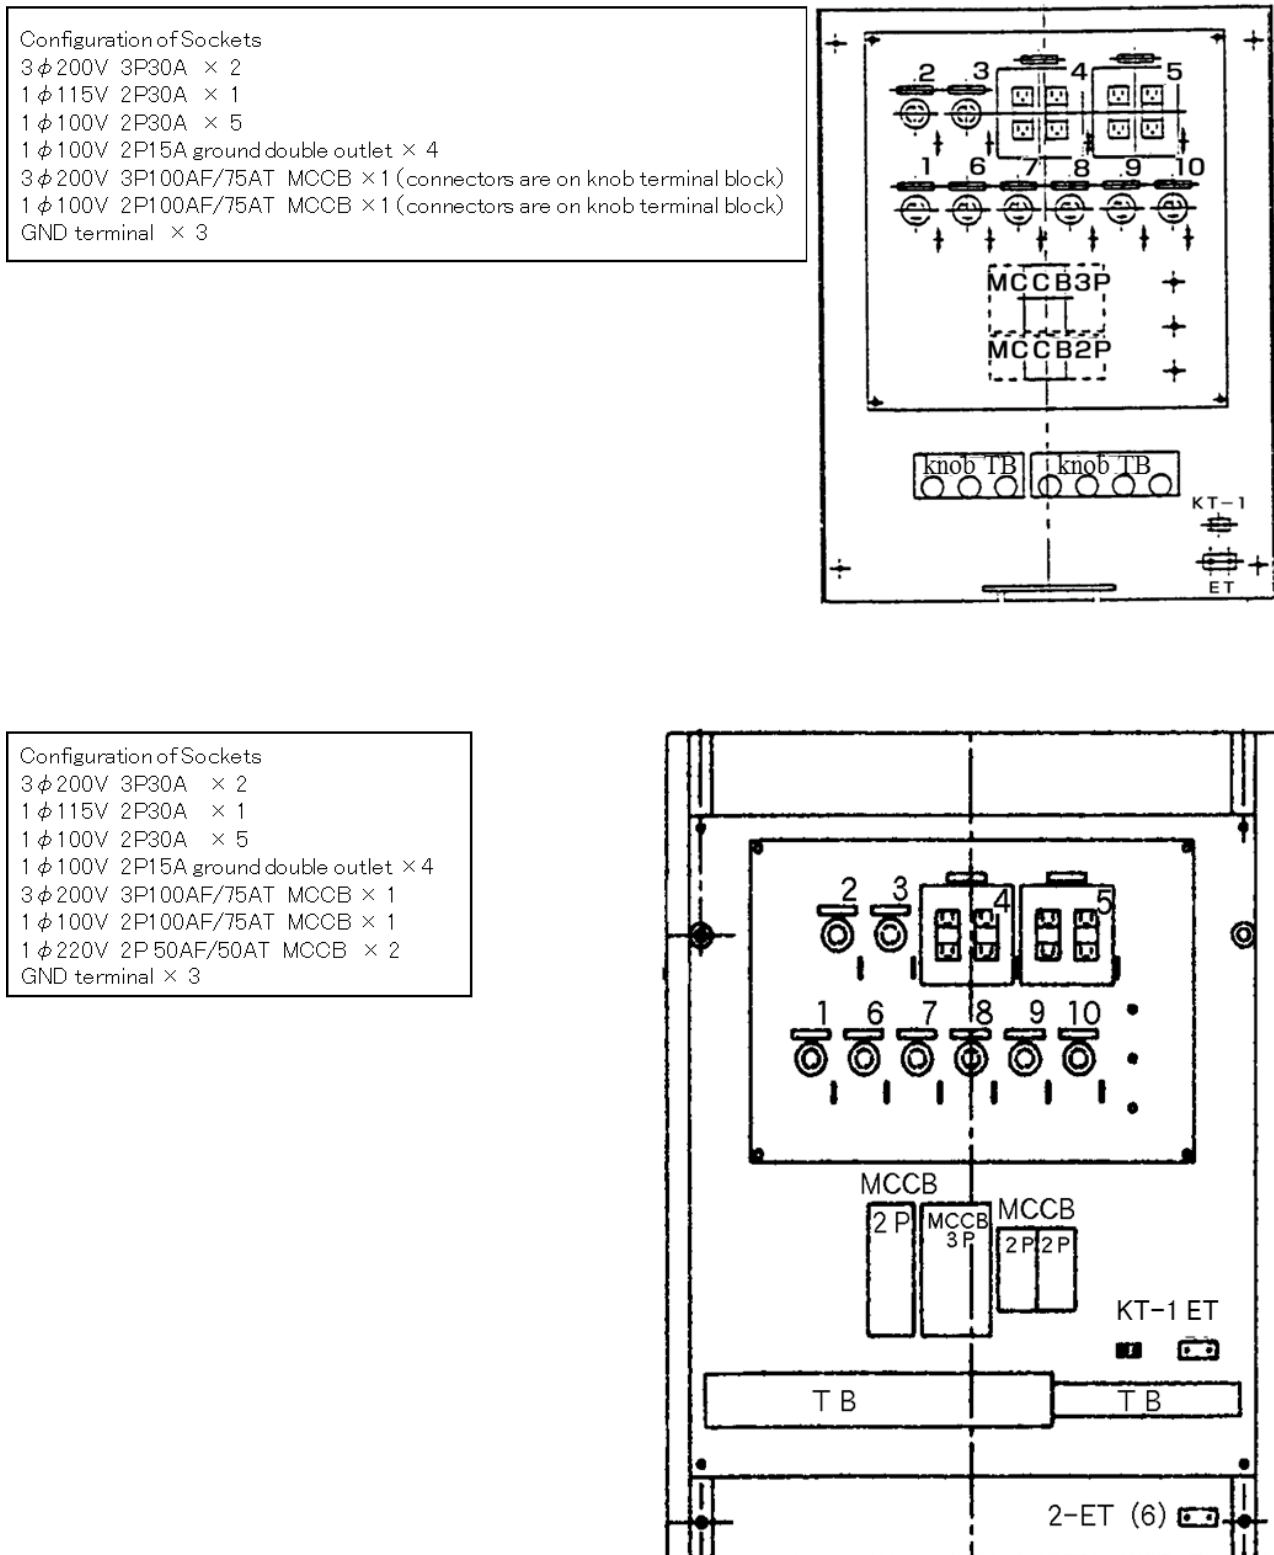 Configuration of Sockets
3φ200V 3P30A × 2
1φ115V 2P30A × 1
1φ100V 2P30A × 5
1φ100V 2P15A ground double outlet × 4
3φ200V 3P100AF/75AT MCCB ×1 (connectors are on knob terminal block)
1φ100V 2P100AF/75AT MCCB ×1 (connectors are on knob terminal block)
GND terminal × 3
2 3 4 5
1 6 7 8 9 10
MCCB3P
MCCB2P
knob TB knob TB
KT-1
ET
Configuration of Sockets
3φ200V 3P30A × 2
1φ115V 2P30A × 1
1φ100V 2P30A × 5
1φ100V 2P15A ground double outlet ×4
3φ200V 3P100AF/75AT MCCB × 1
1φ100V 2P100AF/75AT MCCB × 1
1φ220V 2P 50AF/50AT MCCB × 2
GND terminal × 3
2 3 4 5
1 6 7 8 9 10
MCCB
2P
MCCB
3P
MCCB
2P 2P
KT-1 ET
TB TB
2-ET (6)